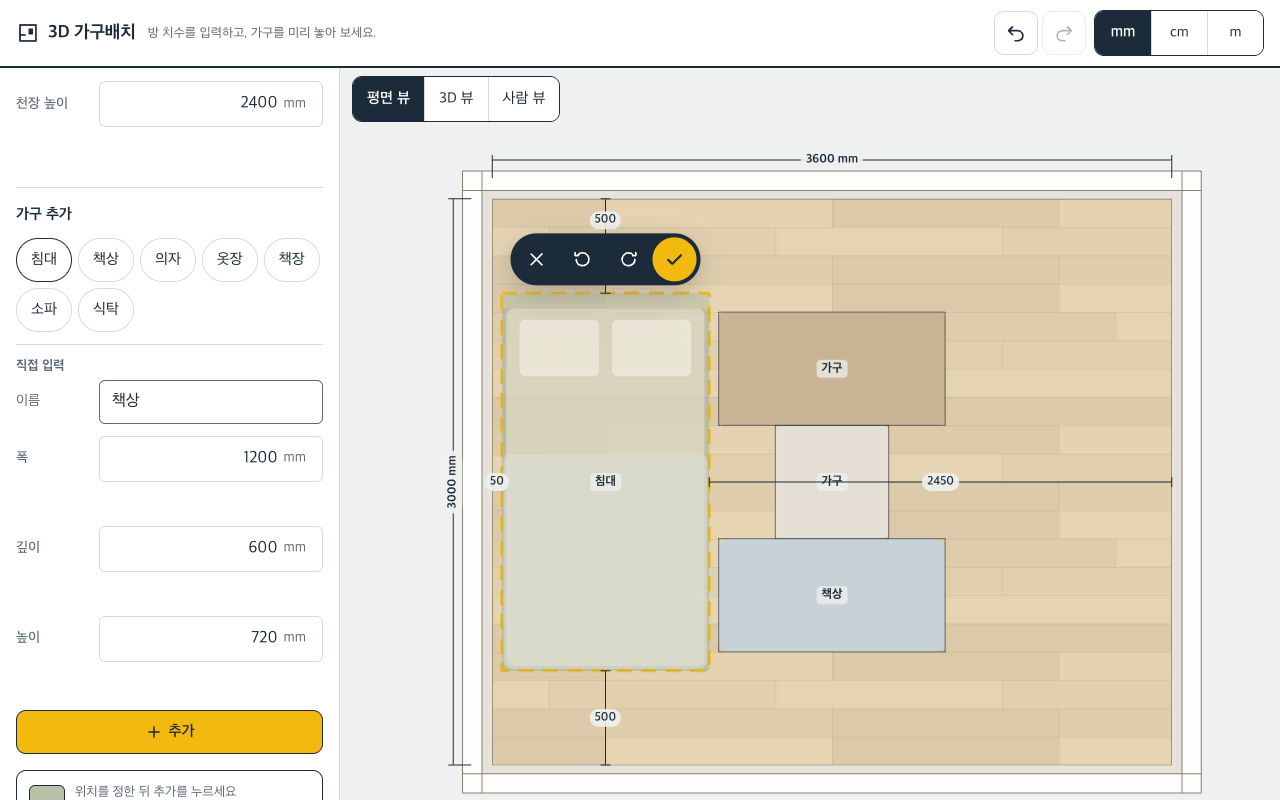 3D 가구배치 방 치수를 입력하고, 가구를 미리 놓아 보세요.
mm cm m
천장 높이 2400 mm
가구 추가
침대 책상 의자 옷장 책장
소파 식탁
직접 입력
이름 책상
폭 1200 mm
깊이 600 mm
높이 720 mm
추가
위치를 정한 뒤 추가를 누르세요
평면 뷰 3D 뷰 사람 뷰
3600 mm
500
가구
3000 mm
50 침대 가구 2450
책상
500